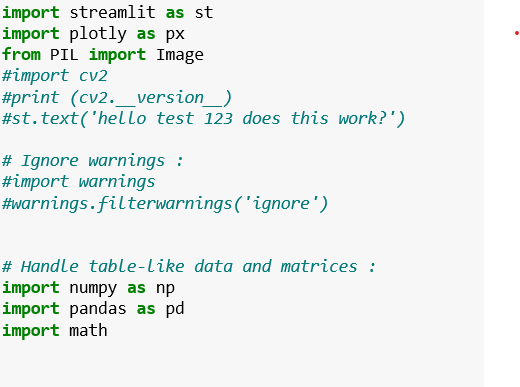 import streamlit as st
import plotly as px
from PIL import Image
#import cv2
#print (cv2.__version__)
#st.text('hello test 123 does this work?')
# Ignore warnings :
#import warnings
#warnings.filterwarnings('ignore')
# Handle table-like data and matrices :
import numpy as np
import pandas as pd
import math